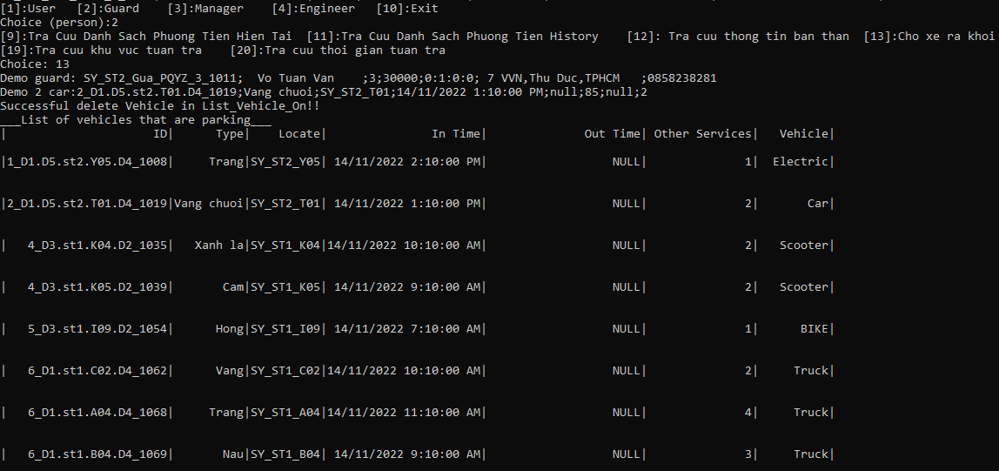 [1]:User [2]:Guard [3]:Manager [4]:Engineer [10]:Exit
Choice (person):2
[9]:Tra Cuu Danh Sach Phuong Tien Hien Tai [11]:Tra Cuu Danh Sach Phuong Tien History [12]: Tra cuu thong tin ban than [13]:Cho xe ra khoi
[19]:Tra cuu khu vuc tuan tra [20]:Tra cuu thoi gian tuan tra
Choice: 13
Demo guard: SY_ST2_Gua_PQYZ_3_1011; Vo Tuan Van ;3;30000;0:1:0:0; 7 VVN,Thu Duc,TPHCM ;0858238281
Demo 2 car:2_D1.D5.st2.T01.D4_1019;Vang chuoi;SY_ST2_T01;14/11/2022 1:10:00 PM;null;85;null;2
Successful delete Vehicle in List_Vehicle_On!!
___List of vehicles that are parking___
| ID| Type| Locate| In Time| Out Time| Other Services| Vehicle|
|1_D1.D5.st2.Y05.D4_1008| Trang|SY_ST2_Y05| 14/11/2022 2:10:00 PM| NULL| 1| Electric|
|2_D1.D5.st2.T01.D4_1019|Vang chuoi|SY_ST2_T01| 14/11/2022 1:10:00 PM| NULL| 2| Car|
| 4_D3.st1.K04.D2_1035| Xanh la|SY_ST1_K04|14/11/2022 10:10:00 AM| NULL| 2| Scooter|
| 4_D3.st1.K05.D2_1039| Cam|SY_ST1_K05| 14/11/2022 9:10:00 AM| NULL| 2| Scooter|
| 5_D3.st1.I09.D2_1054| Hong|SY_ST1_I09| 14/11/2022 7:10:00 AM| NULL| 1| BIKE|
| 6_D1.st1.C02.D4_1062| Vang|SY_ST1_C02|14/11/2022 10:10:00 AM| NULL| 2| Truck|
| 6_D1.st1.A04.D4_1068| Trang|SY_ST1_A04|14/11/2022 11:10:00 AM| NULL| 4| Truck|
| 6_D1.st1.B04.D4_1069| Nau|SY_ST1_B04| 14/11/2022 9:10:00 AM| NULL| 3| Truck|